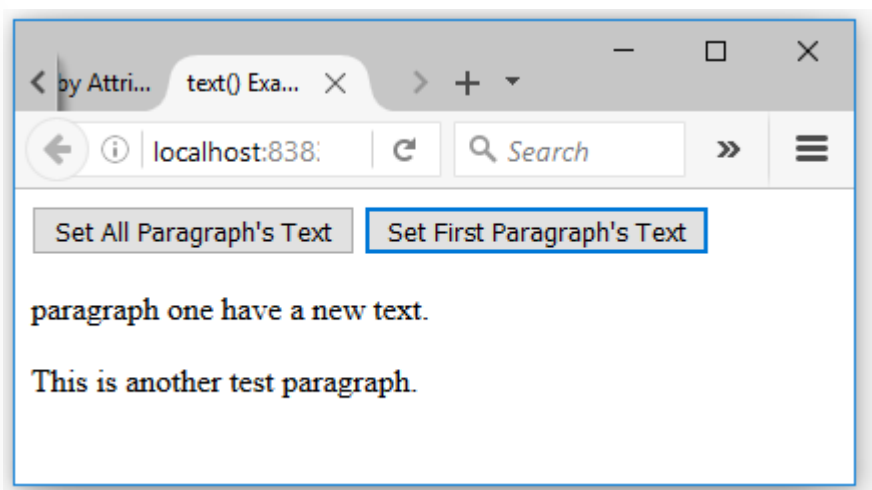 by Attri... text() Exa...
localhost:838 Search
Set All Paragraph's Text Set First Paragraph's Text
paragraph one have a new text.
This is another test paragraph.